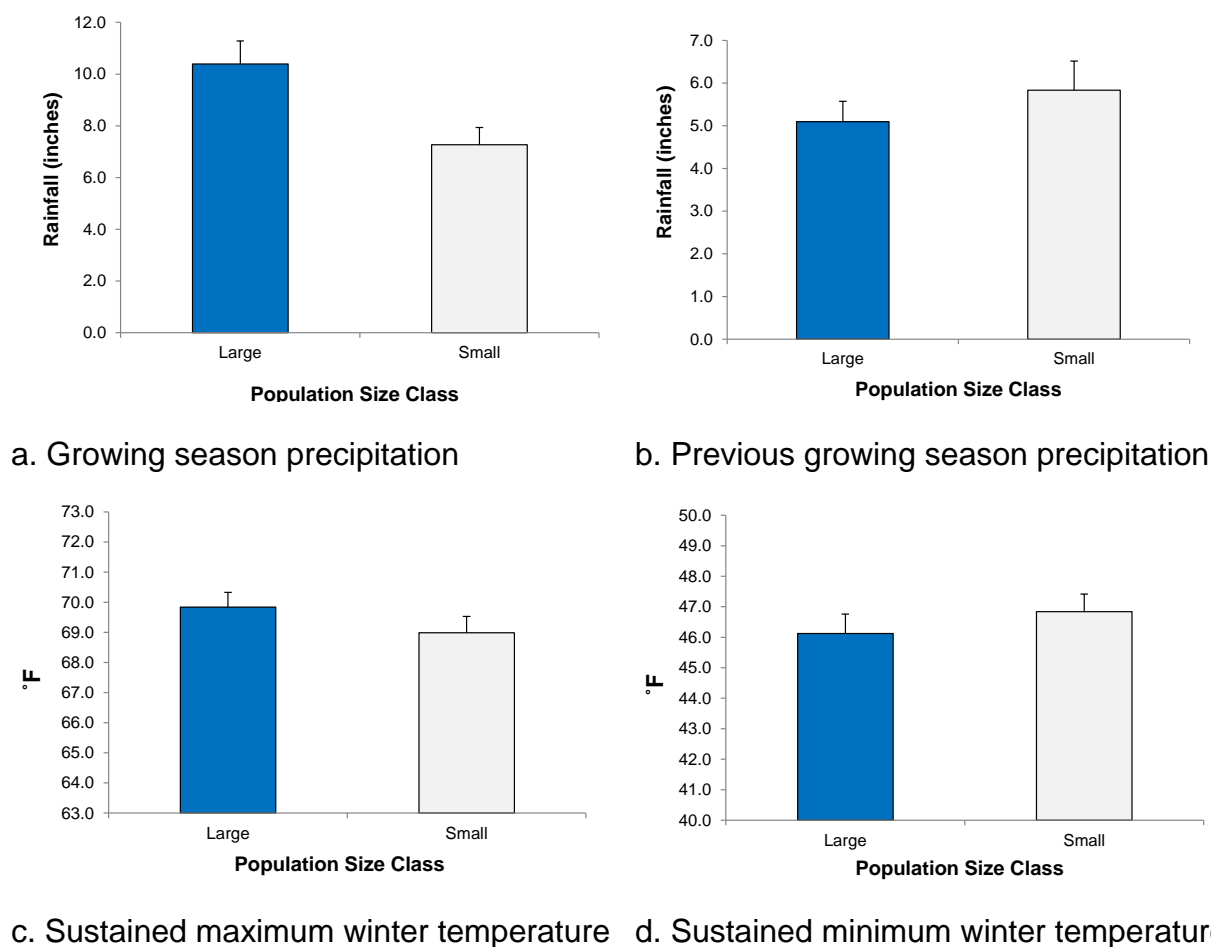 12.0
10.0
8.0
6.0
4.0
2.0
0.0
Rainfall (inches)
Large Small
Population Size Class
7.0
6.0
5.0
4.0
3.0
2.0
1.0
0.0
Rainfall (inches)
Large Small
Population Size Class
a. Growing season precipitation
b. Previous growing season precipitation
73.0
72.0
71.0
70.0
69.0
68.0
67.0
66.0
65.0
64.0
63.0
˚F
Large Small
Population Size Class
50.0
49.0
48.0
47.0
46.0
45.0
44.0
43.0
42.0
41.0
40.0
˚F
Large Small
Population Size Class
c. Sustained maximum winter temperature
d. Sustained minimum winter temperature